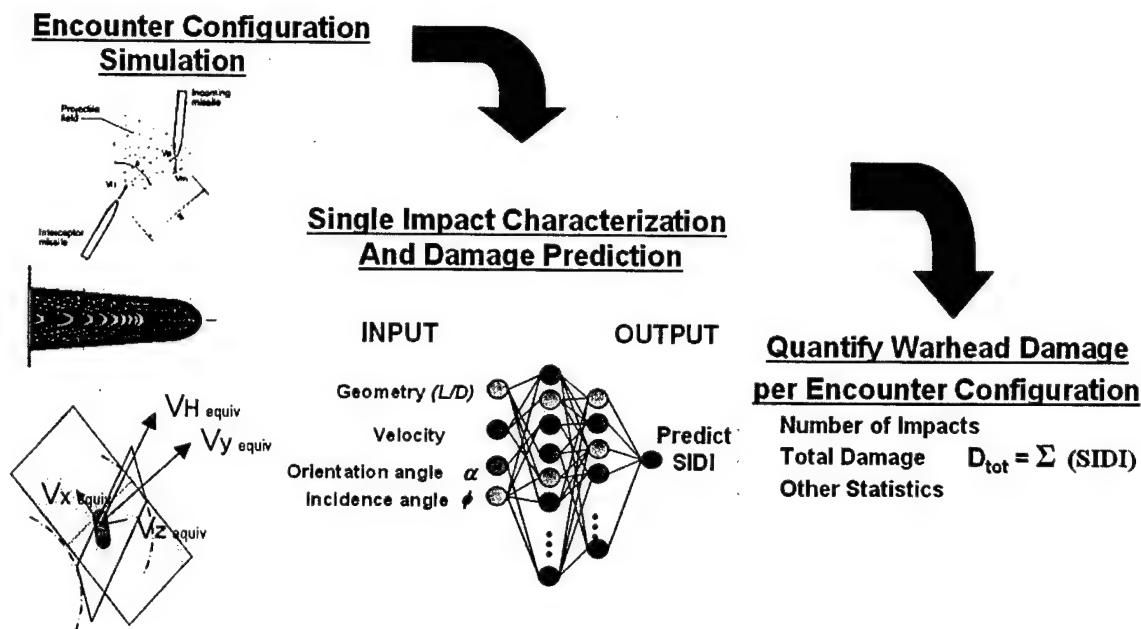 Encounter Configuration
Simulation
Incoming
missile
Projectile
field
Interceptor
missile
VH equiv
Vy equiv
Vx equiv
Vz equiv
Single Impact Characterization
And Damage Prediction
INPUT
OUTPUT
Geometry (L/D)
Velocity
Orientation angle α
Incidence angle ϕ
Predict
SIDI
Quantify Warhead Damage
per Encounter Configuration
Number of Impacts
Total Damage Dtot = Σ (SIDI)
Other Statistics